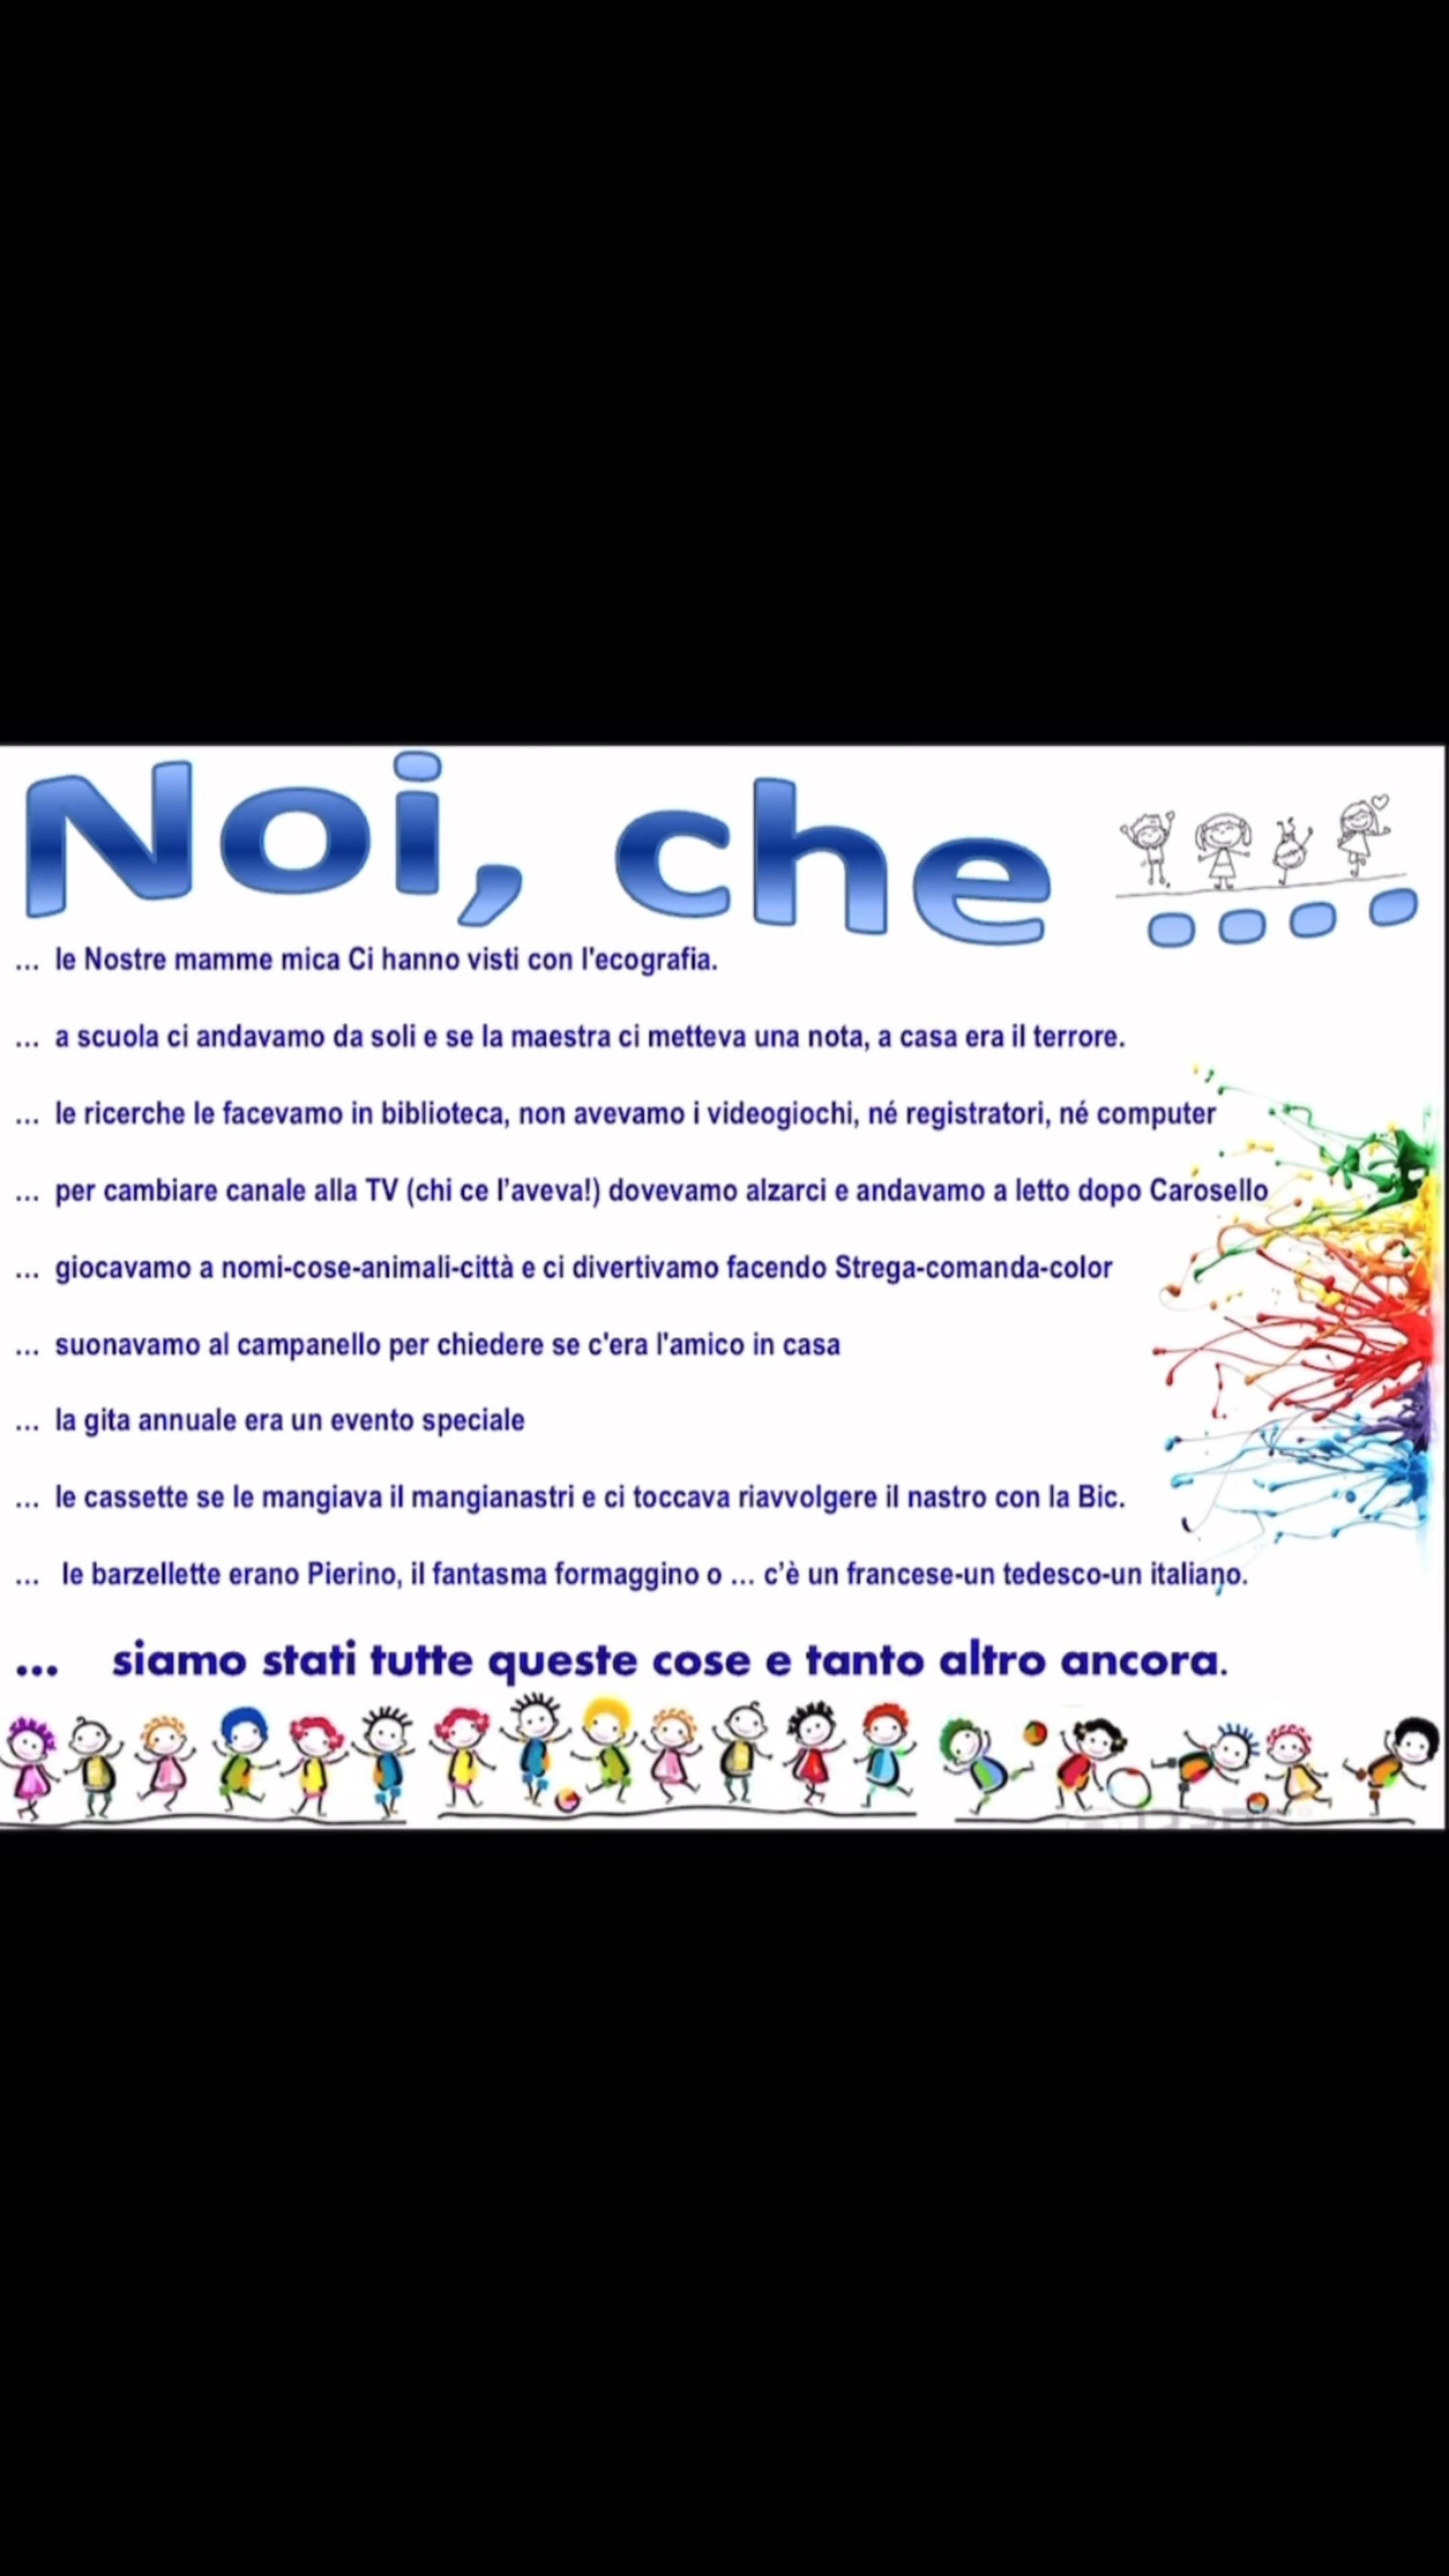 Noi, che ....
... le Nostre mamme mica Ci hanno visti con l'ecografia.
... a scuola ci andavamo da soli e se la maestra ci metteva una nota, a casa era il terrore.
... le ricerche le facevamo in biblioteca, non avevamo i videogiochi, né registratori, né computer
... per cambiare canale alla TV (chi ce l’aveva!) dovevamo alzarci e andavamo a letto dopo Carosello
... giocavamo a nomi-cose-animali-città e ci divertivamo facendo Strega-comanda-color
... suonavamo al campanello per chiedere se c'era l'amico in casa
... la gita annuale era un evento speciale
... le cassette se le mangiava il mangianastri e ci toccava riavvolgere il nastro con la Bic.
... le barzellette erano Pierino, il fantasma formaggino o ... c’è un francese-un tedesco-un italiano.
... siamo stati tutte queste cose e tanto altro ancora.